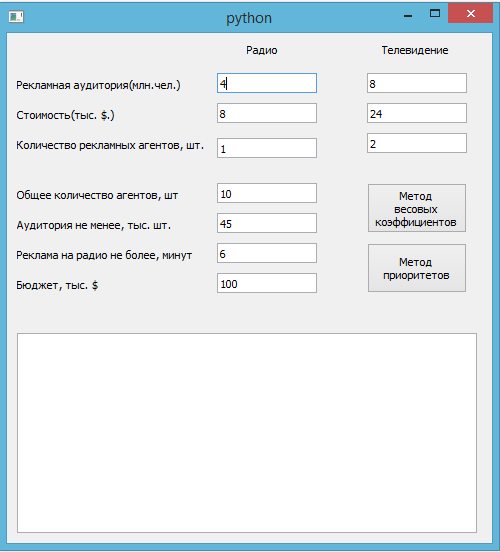 python
Радио Телевидение
Рекламная аудитория(млн.чел.) 4 8
Стоимость(тыс. $.) 8 24
Количество рекламных агентов, шт. 1 2
Общее количество агентов, шт 10
Аудитория не менее, тыс. шт. 45
Реклама на радио не более, минут 6
Бюджет, тыс. $ 100
Метод
весовых
коэффициентов
Метод
приоритетов